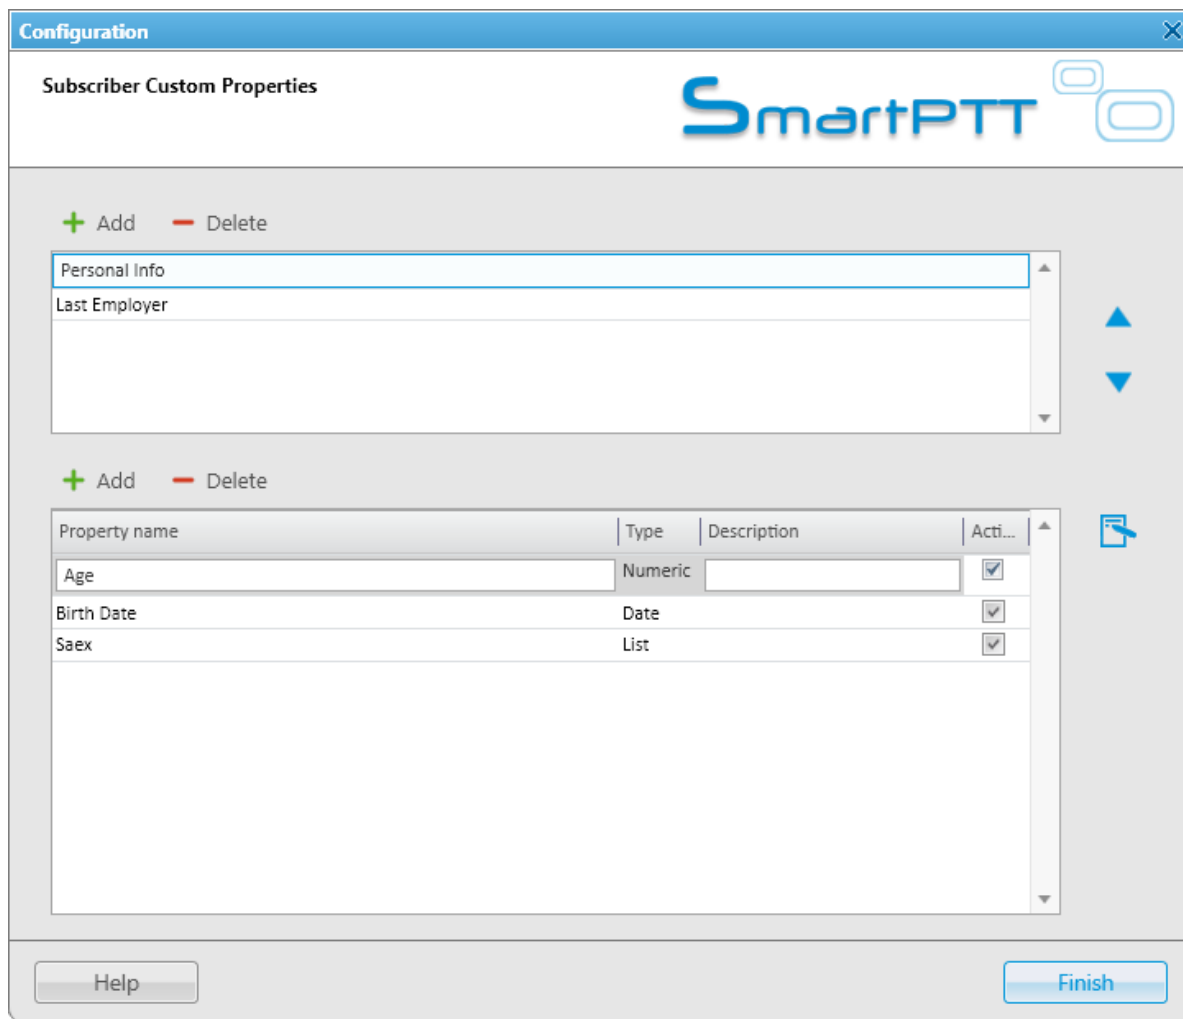 Configuration
Subscriber Custom Properties
SmartPTT
Add Delete
Personal Info
Last Employer
Add Delete
Property name Type Description Acti...
Age Numeric
Birth Date Date
Saex List
Help Finish